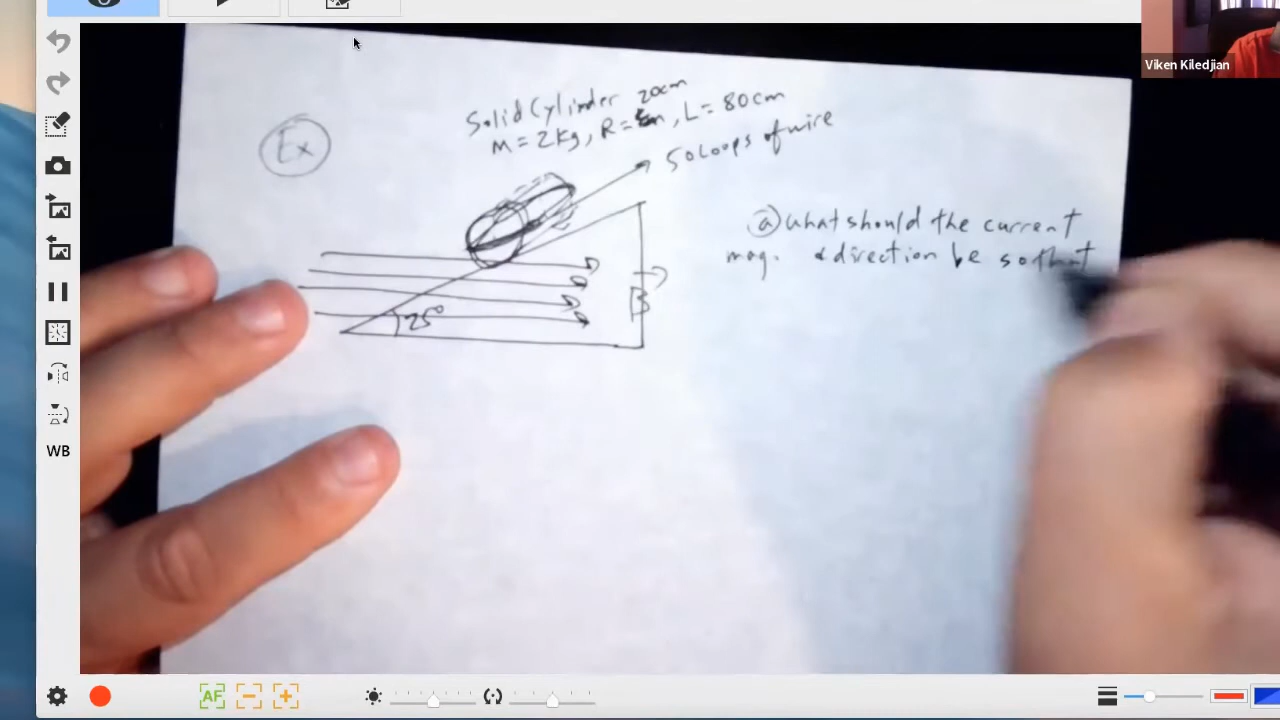 Viken Kiledjian
Solid Cylinder 20cm
M = 2kg, R = , L = 80cm
Ex
50 Loops of wire
25°
B
ⓐ What should the current
mag. & direction be so that
WB
AF